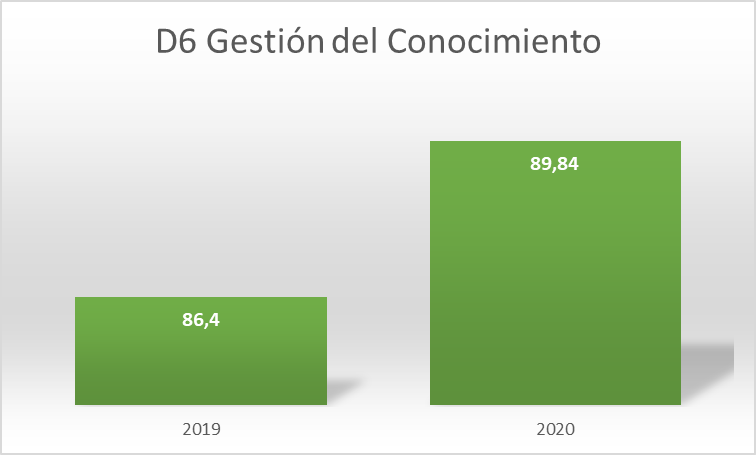 D6 Gestión del Conocimiento
89,84
86,4
2019
2020